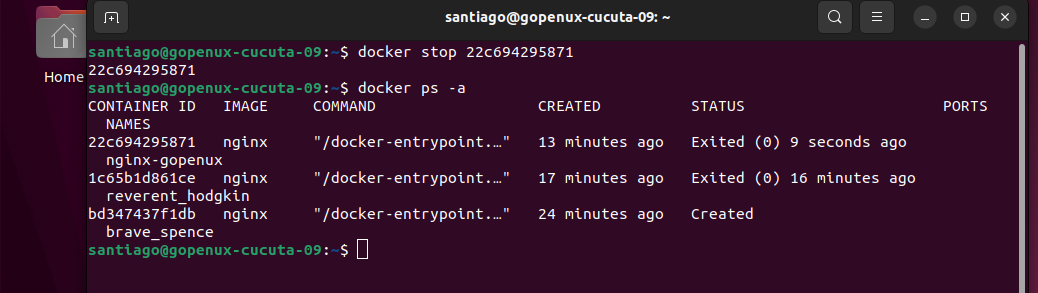 santiago@gopenux-cucuta-09: ~
Home
santiago@gopenux-cucuta-09:~$ docker stop 22c694295871
22c694295871
santiago@gopenux-cucuta-09:~$ docker ps -a
CONTAINER ID   IMAGE     COMMAND                  CREATED          STATUS                      PORTS
  NAMES
22c694295871   nginx     "/docker-entrypoint.…"   13 minutes ago   Exited (0) 9 seconds ago
  nginx-gopenux
1c65b1d861ce   nginx     "/docker-entrypoint.…"   17 minutes ago   Exited (0) 16 minutes ago
  reverent_hodgkin
bd347437f1db   nginx     "/docker-entrypoint.…"   24 minutes ago   Created
  brave_spence
santiago@gopenux-cucuta-09:~$